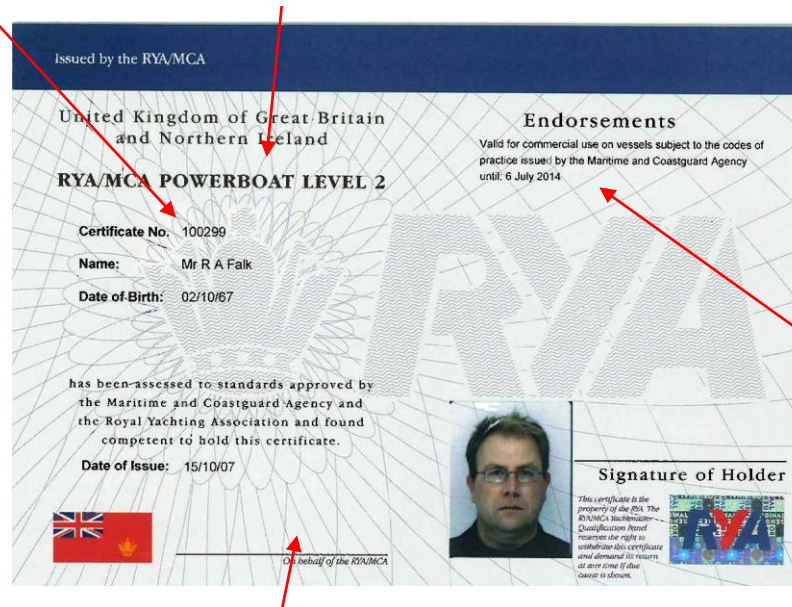 Issued by the RYA/MCA
United Kingdom of Great Britain
and Northern Ireland
RYA/MCA POWERBOAT LEVEL 2
Certificate No. 100299
Name: Mr R A Falk
Date of Birth: 02/10/67
has been assessed to standards approved by
the Maritime and Coastguard Agency and
the Royal Yachting Association and found
competent to hold this certificate.
Date of Issue: 15/10/07
On behalf of the RYA/MCA
Endorsements
Valid for commercial use on vessels subject to the codes of
practice issued by the Maritime and Coastguard Agency
until: 6 July 2014
RYA
Signature of Holder
This certificate is the
property of the RYA. The
RYA/MCA Yachtmaster
Qualification Panel
reserves the right to
withdraw this certificate
and demand its return
at any time if due
cause is shown.
RYA